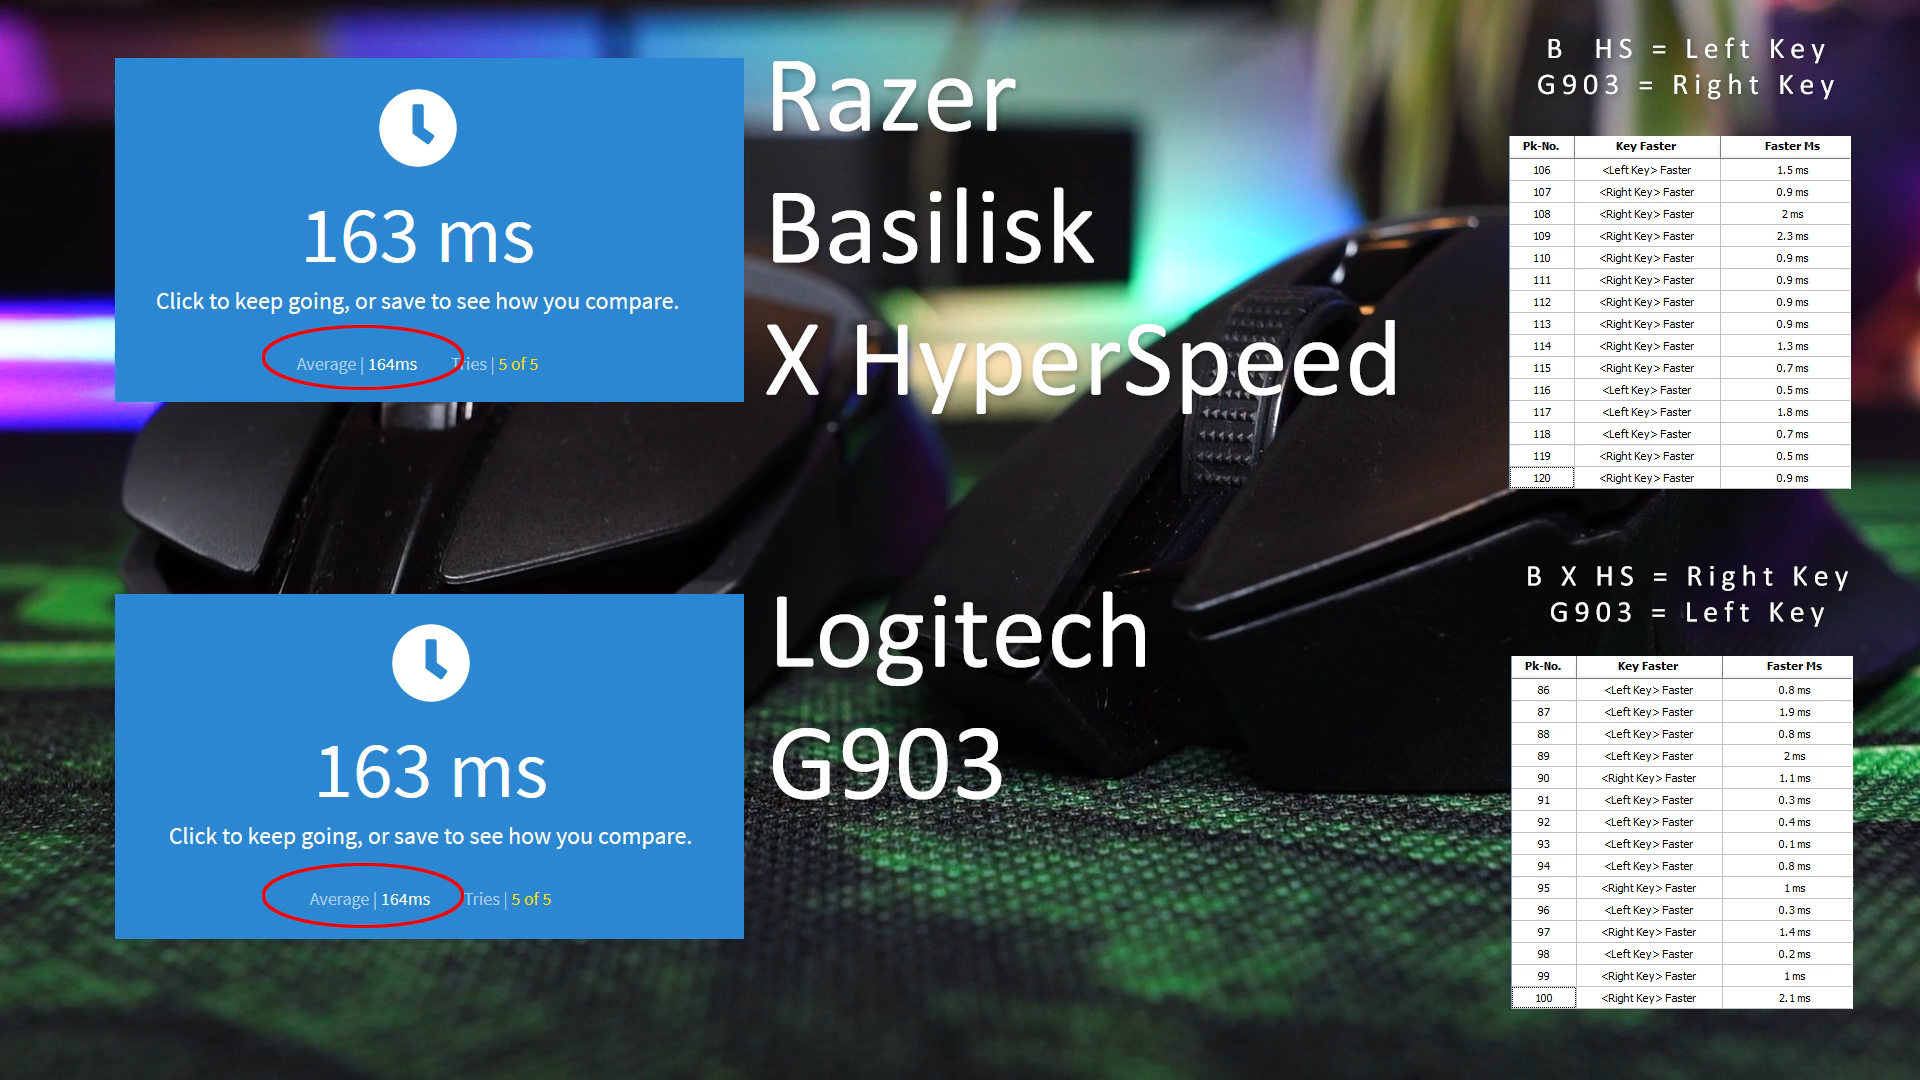 163 ms
Click to keep going, or save to see how you compare.
Average | 164ms Tries | 5 of 5
Razer
Basilisk
X HyperSpeed
B HS = Left Key
G903 = Right Key
Pk-No. Key Faster Faster Ms
106 <Left Key> Faster 1.5 ms
107 <Right Key> Faster 0.9 ms
108 <Right Key> Faster 2 ms
109 <Right Key> Faster 2.3 ms
110 <Right Key> Faster 0.9 ms
111 <Right Key> Faster 0.9 ms
112 <Right Key> Faster 0.9 ms
113 <Right Key> Faster 0.9 ms
114 <Right Key> Faster 1.3 ms
115 <Right Key> Faster 0.7 ms
116 <Left Key> Faster 0.5 ms
117 <Left Key> Faster 1.8 ms
118 <Left Key> Faster 0.7 ms
119 <Right Key> Faster 0.5 ms
120 <Right Key> Faster 0.9 ms
163 ms
Click to keep going, or save to see how you compare.
Average | 164ms Tries | 5 of 5
Logitech
G903
B X HS = Right Key
G903 = Left Key
Pk-No. Key Faster Faster Ms
86 <Left Key> Faster 0.8 ms
87 <Left Key> Faster 1.9 ms
88 <Left Key> Faster 0.8 ms
89 <Left Key> Faster 2 ms
90 <Right Key> Faster 1.1 ms
91 <Left Key> Faster 0.3 ms
92 <Left Key> Faster 0.4 ms
93 <Left Key> Faster 0.1 ms
94 <Left Key> Faster 0.8 ms
95 <Right Key> Faster 1 ms
96 <Left Key> Faster 0.3 ms
97 <Right Key> Faster 1.4 ms
98 <Left Key> Faster 0.2 ms
99 <Right Key> Faster 1 ms
100 <Right Key> Faster 2.1 ms